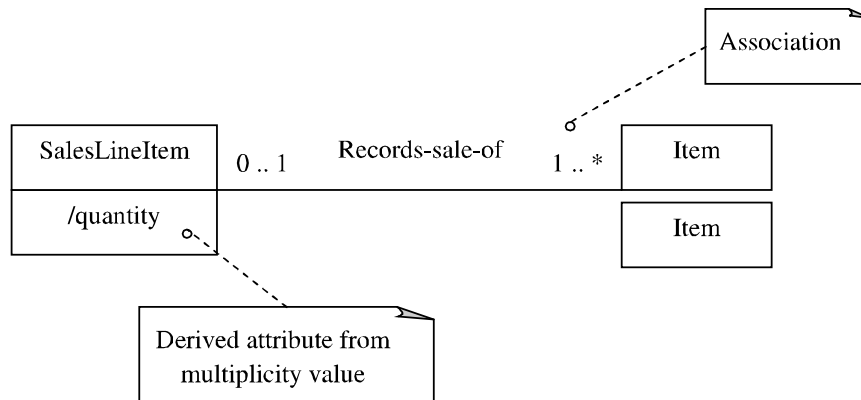 Association
SalesLineItem
0 .. 1
Records-sale-of
1 .. *
Item
/quantity
Item
Derived attribute from
multiplicity value